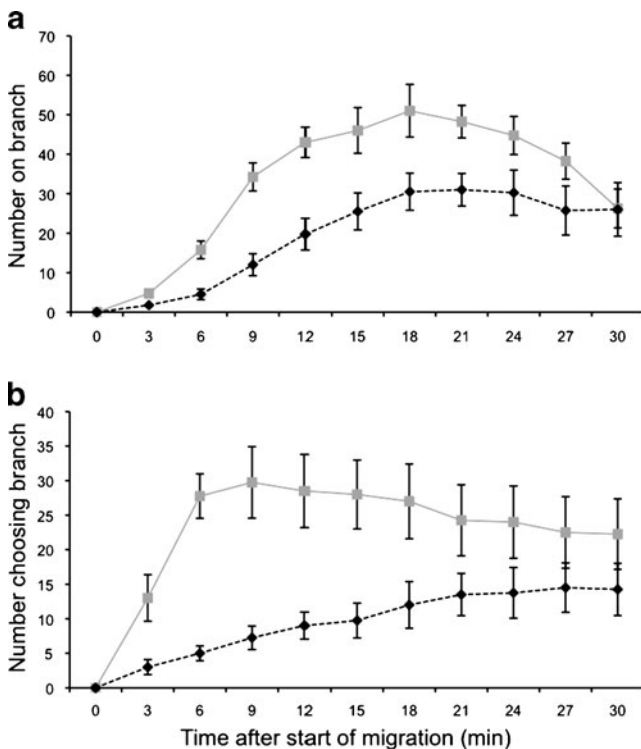 a
70
60
50
40
30
20
10
0
Number on branch
0 3 6 9 12 15 18 21 24 27 30
b
40
35
30
25
20
15
10
5
0
Number choosing branch
0 3 6 9 12 15 18 21 24 27 30
Time after start of migration (min)